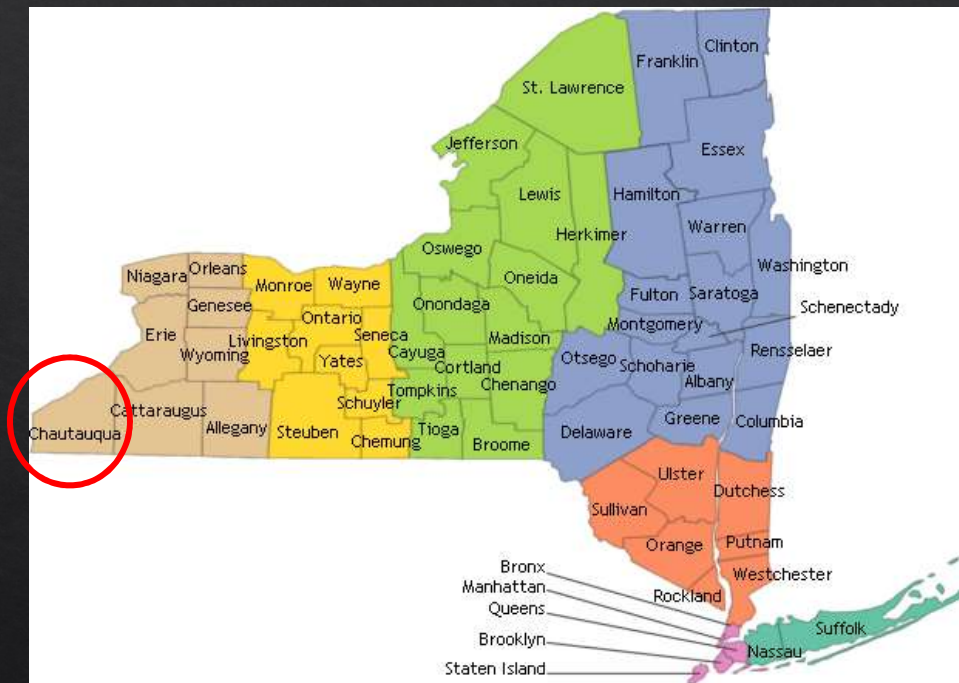 Clinton
Franklin
St. Lawrence
Jefferson
Essex
Lewis
Hamilton
Warren
Herkimer
Oswego
Washington
Niagara
Orleans
Oneida
Monroe
Wayne
Fulton
Saratoga
Genesee
Onondaga
Schenectady
Ontario
Montgomery
Erie
Livingston
Seneca
Madison
Wyoming
Cayuga
Otsego
Rensselaer
Yates
Cortland
Schoharie
Albany
Tompkins
Chenango
Schuyler
Cattaraugus
Greene
Columbia
Chautauqua
Allegany
Steuben
Chemung
Tioga
Broome
Delaware
Ulster
Dutchess
Sullivan
Orange
Putnam
Bronx
Westchester
Manhattan
Rockland
Queens
Suffolk
Brooklyn
Nassau
Staten Island